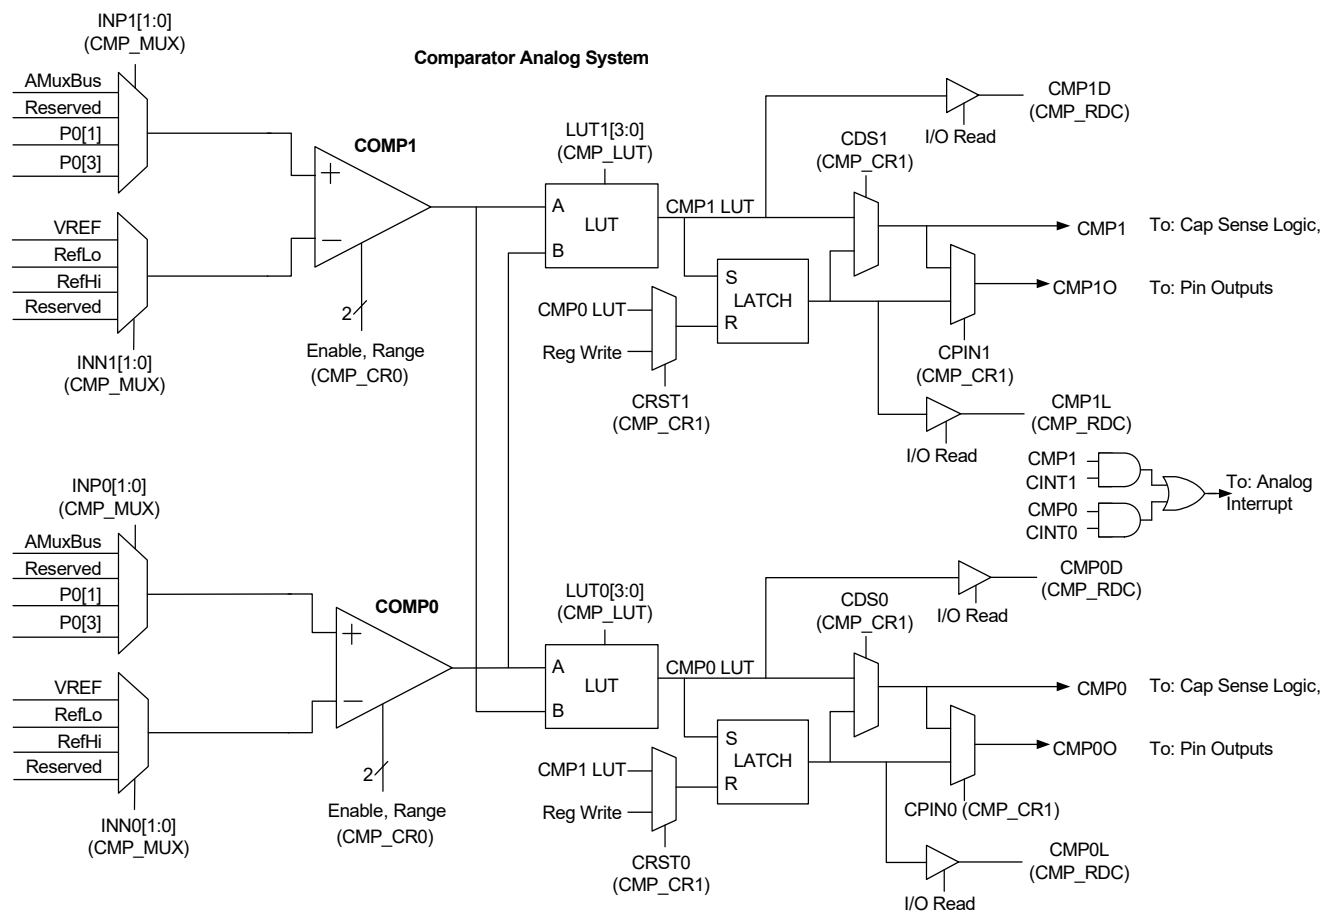 INP1[1:0]
(CMP_MUX)
Comparator Analog System
AMuxBus
Reserved
P0[1]
P0[3]
COMP1
+
−
VREF
RefLo
RefHi
Reserved
INN1[1:0]
(CMP_MUX)
2
Enable, Range
(CMP_CR0)
LUT1[3:0]
(CMP_LUT)
A
LUT
B
CMP1 LUT
CMP1D
(CMP_RDC)
I/O Read
CDS1
(CMP_CR1)
CMP1
To: Cap Sense Logic,
S
LATCH
R
CMP0 LUT
Reg Write
CRST1
(CMP_CR1)
CMP1O
To: Pin Outputs
CPIN1
(CMP_CR1)
CMP1L
(CMP_RDC)
I/O Read
CMP1
CINT1
CMP0
CINT0
To: Analog
Interrupt
INP0[1:0]
(CMP_MUX)
AMuxBus
Reserved
P0[1]
P0[3]
COMP0
+
−
VREF
RefLo
RefHi
Reserved
INN0[1:0]
(CMP_MUX)
2
Enable, Range
(CMP_CR0)
LUT0[3:0]
(CMP_LUT)
A
LUT
B
CMP0 LUT
CMP0D
(CMP_RDC)
I/O Read
CDS0
(CMP_CR1)
CMP0
To: Cap Sense Logic,
S
LATCH
R
CMP1 LUT
Reg Write
CRST0
(CMP_CR1)
CMP0O
To: Pin Outputs
CPIN0 (CMP_CR1)
CMP0L
(CMP_RDC)
I/O Read